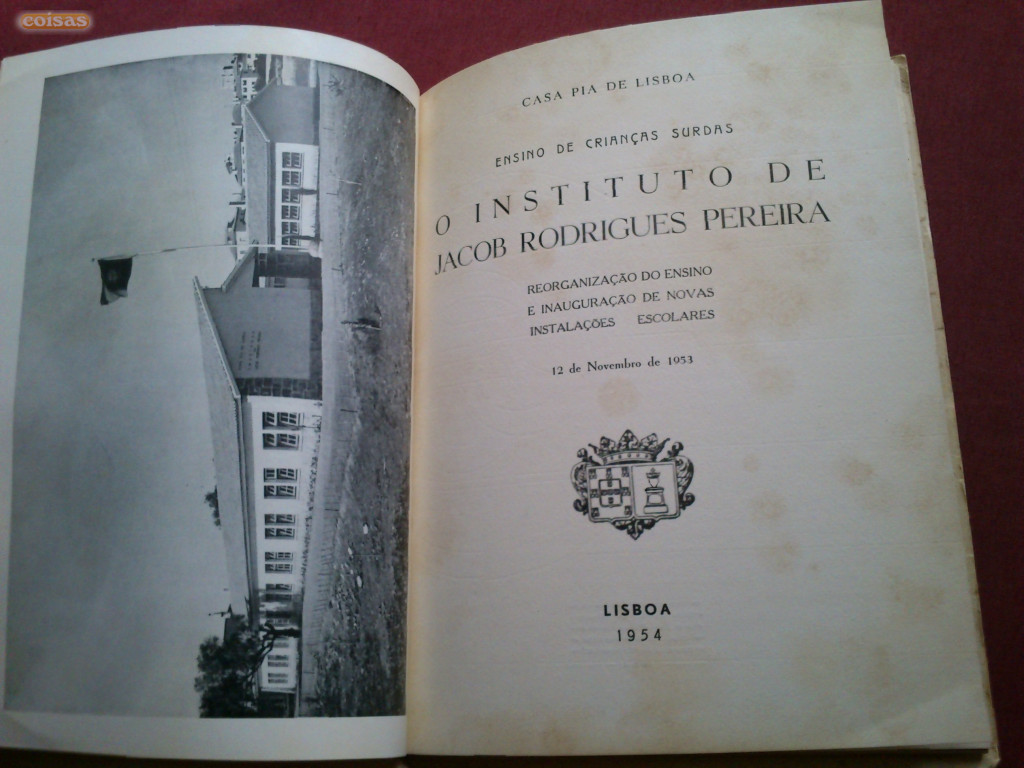 coisas
CASA PIA DE LISBOA
ENSINO DE CRIANÇAS SURDAS
O INSTITUTO DE
JACOB RODRIGUES PEREIRA
REORGANIZAÇÃO DO ENSINO
E INAUGURAÇÃO DE NOVAS
INSTALAÇÕES ESCOLARES
12 de Novembro de 1953
LISBOA
1954